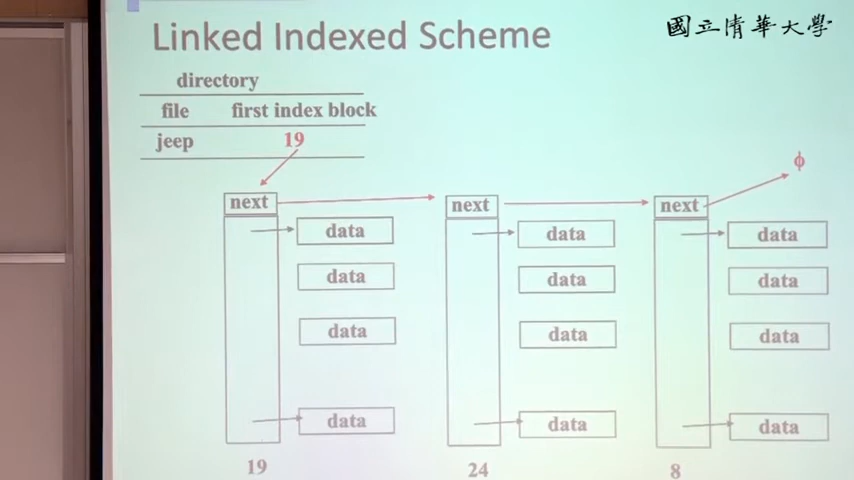 Linked Indexed Scheme
國立清華大學
directory
file first index block
jeep 19
ϕ
next next next
data data data
data data data
data data data
data data data
19 24 8